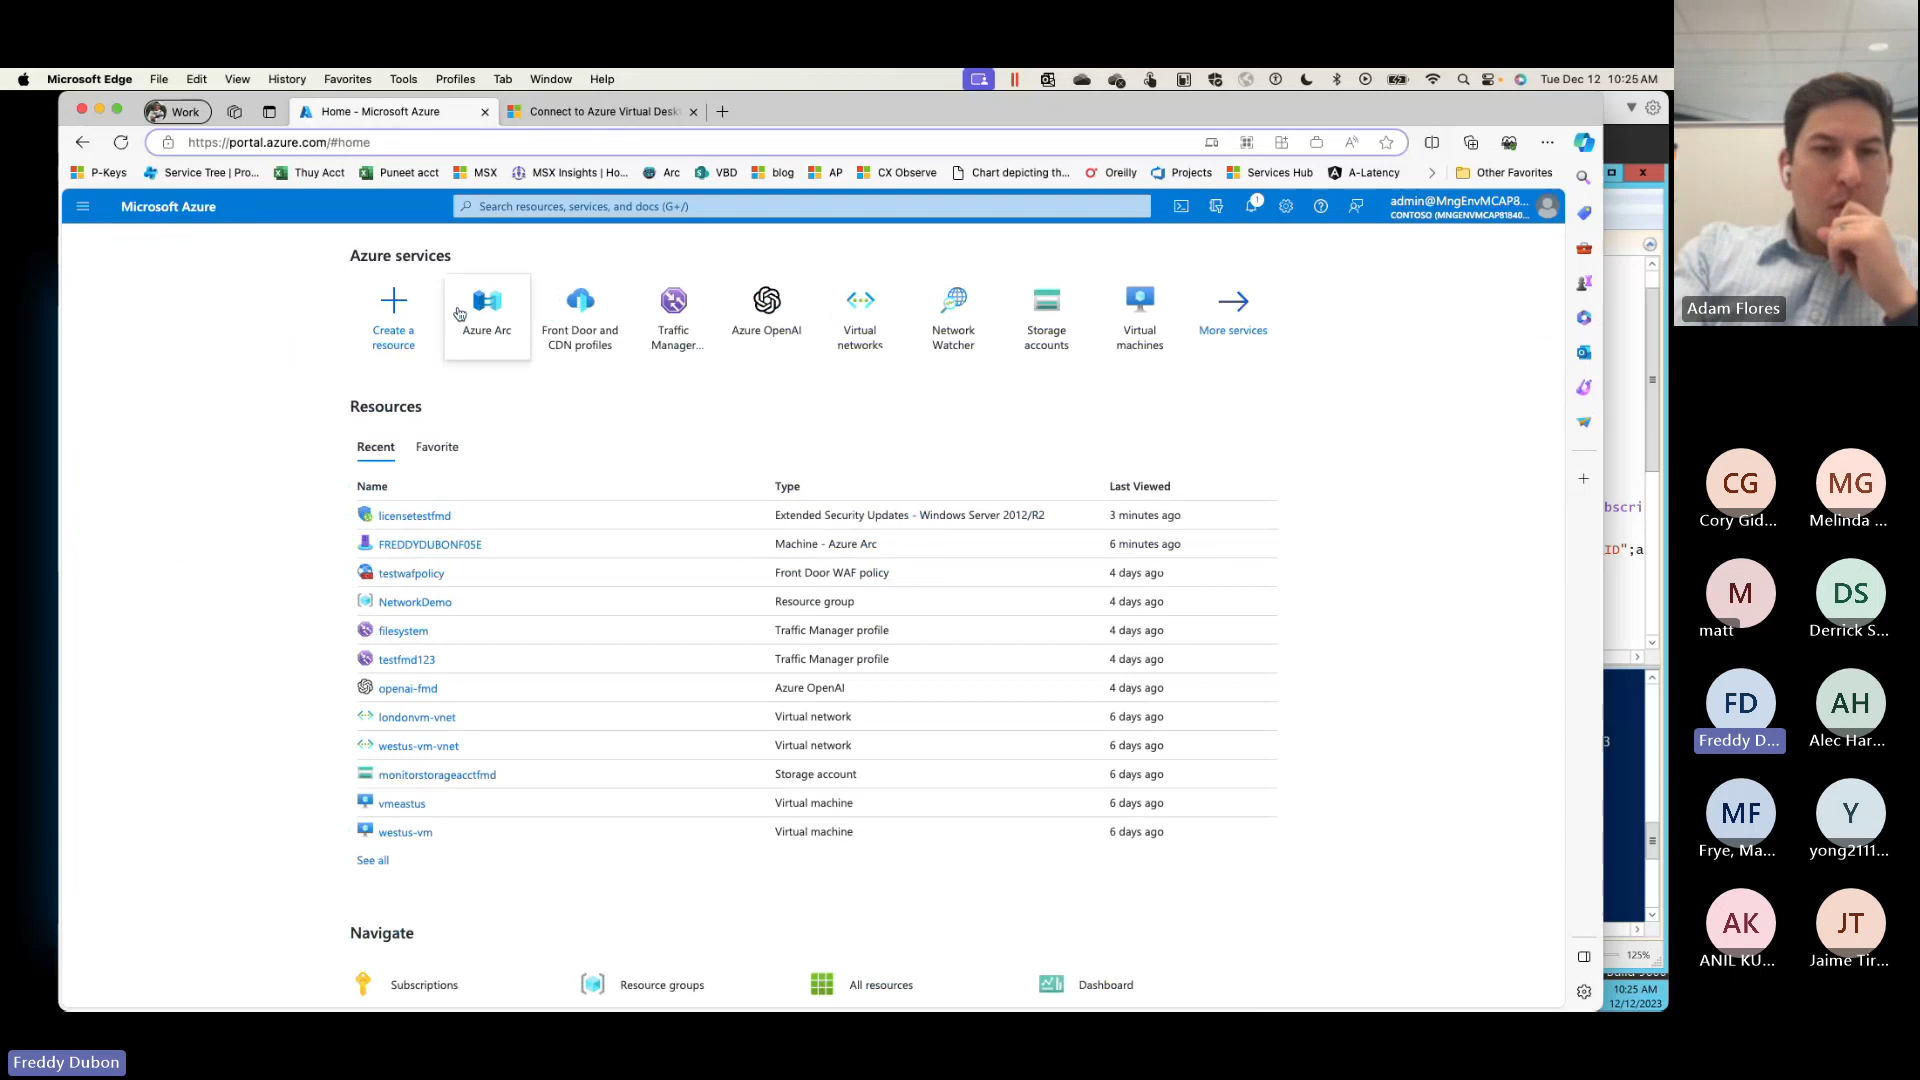 Microsoft Edge File Edit View History Favorites Tools Profiles Tab Window Help Tue Dec 12 10:25 AM
Work Home - Microsoft Azure Connect to Azure Virtual Desk
https://portal.azure.com/#home
P-Keys Service Tree | Pro... Thuy Acct Puneet acct MSX MSX Insights | Ho... Arc VBD blog AP CX Observe Chart depicting th... Oreilly Projects Services Hub A-Latency Other Favorites
Microsoft Azure Search resources, services, and docs (G+/) 1 admin@MngEnvMCAP8...
CONTOSO (MNGENVMCAP81840...
Azure services
Create a resource
Azure Arc
Front Door and CDN profiles
Traffic Manager...
Azure OpenAI
Virtual networks
Network Watcher
Storage accounts
Virtual machines
More services
Resources
Recent Favorite
Name Type Last Viewed
licensetestfmd Extended Security Updates - Windows Server 2012/R2 3 minutes ago
FREDDYDUBONF05E Machine - Azure Arc 6 minutes ago
testwafpolicy Front Door WAF policy 4 days ago
NetworkDemo Resource group 4 days ago
filesystem Traffic Manager profile 4 days ago
testfmd123 Traffic Manager profile 4 days ago
openai-fmd Azure OpenAI 4 days ago
londonvm-vnet Virtual network 6 days ago
westus-vm-vnet Virtual network 6 days ago
monitorstorageacctfmd Storage account 6 days ago
vmeastus Virtual machine 6 days ago
westus-vm Virtual machine 6 days ago
See all
Navigate
Subscriptions Resource groups All resources Dashboard
bscri
ID";a
3
125%
10:25 AM
12/12/2023
Adam Flores
CG MG
Cory Gid... Melinda ...
M DS
matt Derrick S...
FD AH
Freddy D... Alec Har...
MF Y
Frye, Ma... yong2111...
AK JT
ANIL KU... Jaime Tir...
Freddy Dubon